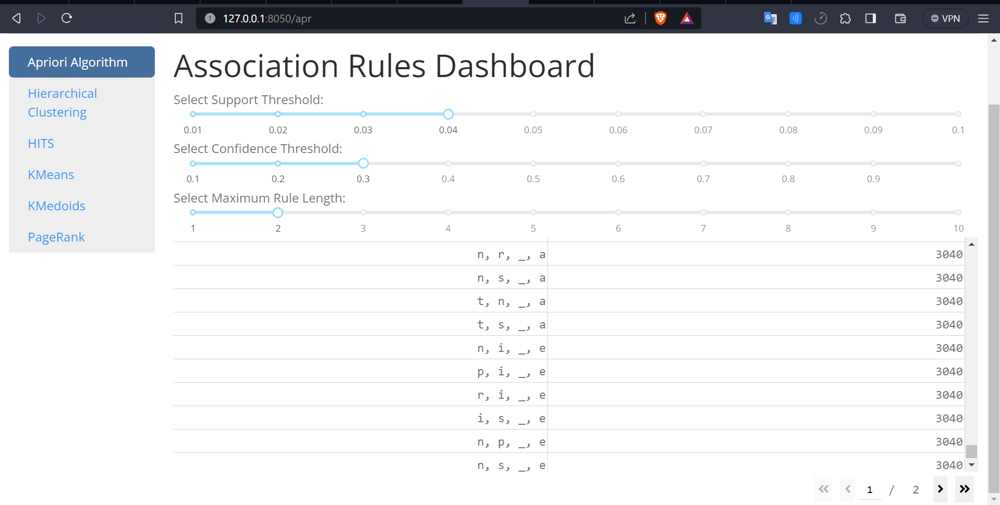 127.0.0.1:8050/apr
VPN
Apriori Algorithm
Hierarchical
Clustering
HITS
KMeans
KMedoids
PageRank
Association Rules Dashboard
Select Support Threshold:
0.01 0.02 0.03 0.04 0.05 0.06 0.07 0.08 0.09 0.1
Select Confidence Threshold:
0.1 0.2 0.3 0.4 0.5 0.6 0.7 0.8 0.9
Select Maximum Rule Length:
1 2 3 4 5 6 7 8 9 10
n, r, _, a 3040
n, s, _, a 3040
t, n, _, a 3040
t, s, _, a 3040
n, i, _, e 3040
p, i, _, e 3040
r, i, _, e 3040
i, s, _, e 3040
n, p, _, e 3040
n, s, _, e 3040
1 / 2